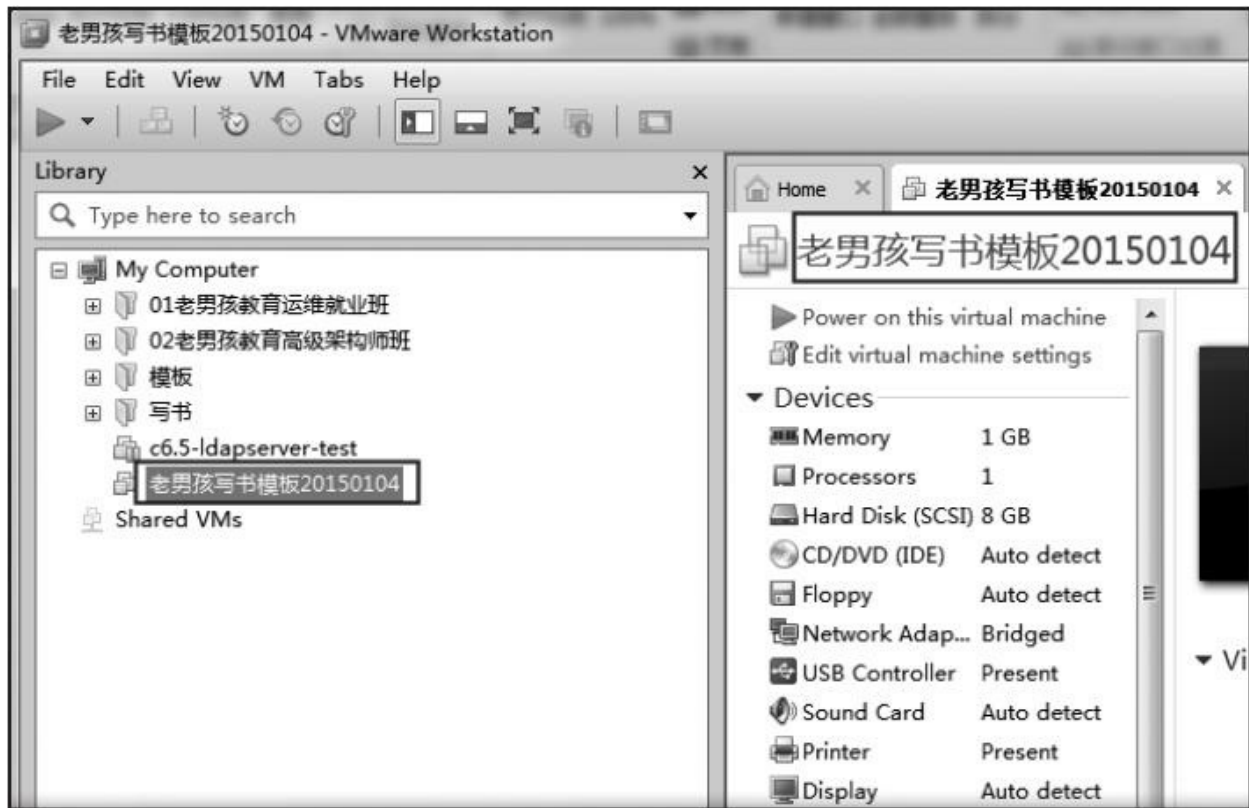 老男孩写书模板20150104 - VMware Workstation
File Edit View VM Tabs Help
Library
Type here to search
My Computer
01老男孩教育运维就业班
02老男孩教育高级架构师班
模板
写书
c6.5-ldapserver-test
老男孩写书模板20150104
Shared VMs
Home
老男孩写书模板20150104
老男孩写书模板20150104
Power on this virtual machine
Edit virtual machine settings
Devices
Memory 1 GB
Processors 1
Hard Disk (SCSI) 8 GB
CD/DVD (IDE) Auto detect
Floppy Auto detect
Network Adap... Bridged
USB Controller Present
Sound Card Auto detect
Printer Present
Display Auto detect
Vi